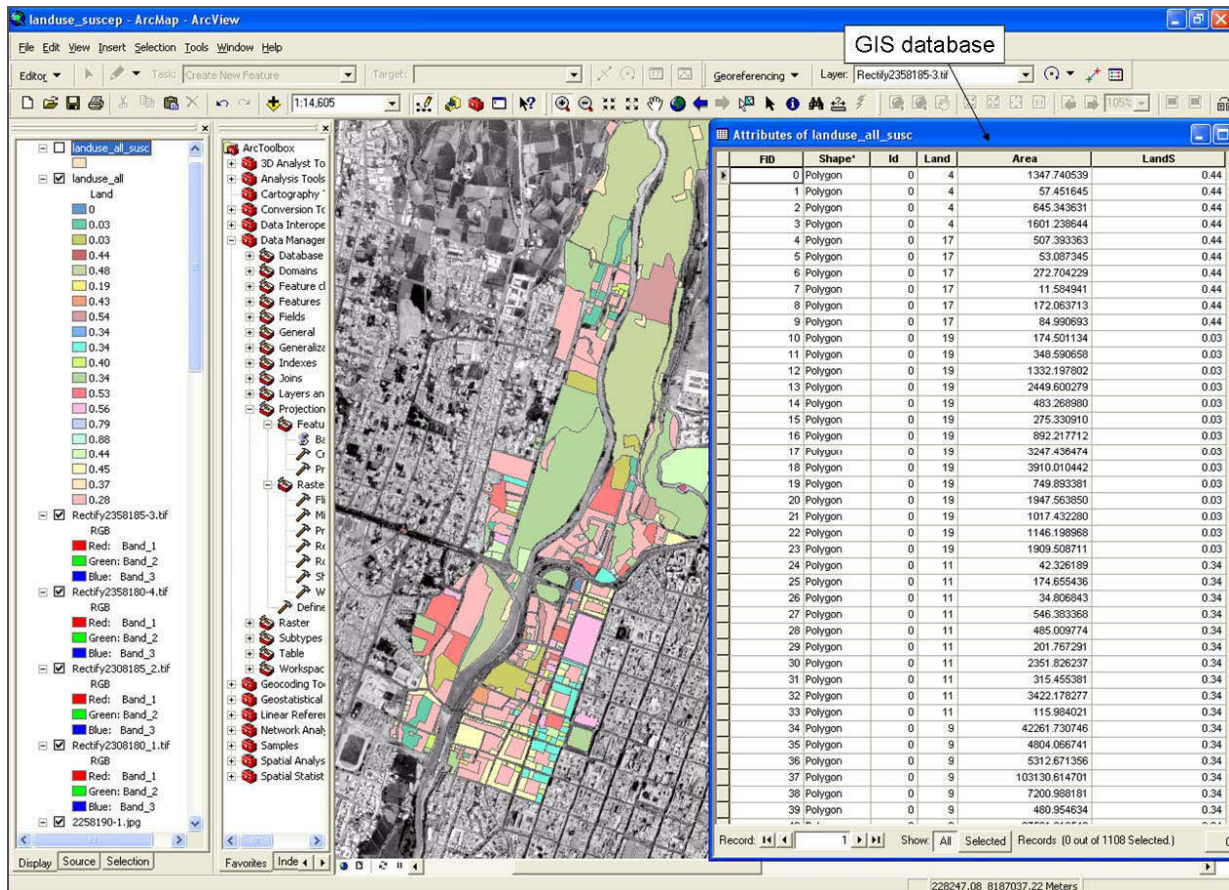 landuse_suscep - ArcMap - ArcView
File Edit View Insert Selection Tools Window Help
GIS database
Editor Task: Create New Feature Target: Georeferencing Layer: Rectify2358185-3.tif
1:14,605 105%
landuse_all_susc
landuse_all
Land
0
0.03
0.03
0.44
0.48
0.19
0.43
0.54
0.34
0.34
0.40
0.34
0.53
0.56
0.79
0.88
0.44
0.45
0.37
0.28
Rectify2358185-3.tif
RGB
Red: Band_1
Green: Band_2
Blue: Band_3
Rectify2358180-4.tif
RGB
Red: Band_1
Green: Band_2
Blue: Band_3
Rectify2308185_2.tif
RGB
Red: Band_1
Green: Band_2
Blue: Band_3
Rectify2308180_1.tif
RGB
Red: Band_1
Green: Band_2
Blue: Band_3
2258190-1.jpg
Display Source Selection
ArcToolbox
3D Analyst To
Analysis Tools
Cartography
Conversion To
Data Interope
Data Manager
Database
Domains
Feature cl
Features
Fields
General
Generaliza
Indexes
Joins
Layers an
Projection
Featu
Ba
Cr
Pr
Raste
Fli
Mi
Pr
Re
Ro
Sh
W
Define
Raster
Subtypes
Table
Workspac
Geocoding Too
Geostatistical
Linear Referen
Network Analy
Samples
Spatial Analys
Spatial Statist
Favorites Inde
Attributes of landuse_all_susc
FID Shape* Id Land Area LandS
0 Polygon 0 4 1347.740539 0.44
1 Polygon 0 4 57.451645 0.44
2 Polygon 0 4 645.343631 0.44
3 Polygon 0 4 1601.238644 0.44
4 Polygon 0 17 507.393363 0.44
5 Polygon 0 17 53.087345 0.44
6 Polygon 0 17 272.704229 0.44
7 Polygon 0 17 11.584941 0.44
8 Polygon 0 17 172.063713 0.44
9 Polygon 0 17 84.990693 0.44
10 Polygon 0 19 174.501134 0.03
11 Polygon 0 19 348.590658 0.03
12 Polygon 0 19 1332.197802 0.03
13 Polygon 0 19 2449.600279 0.03
14 Polygon 0 19 483.268980 0.03
15 Polygon 0 19 275.330910 0.03
16 Polygon 0 19 892.217712 0.03
17 Polygon 0 19 3247.436474 0.03
18 Polygon 0 19 3910.010442 0.03
19 Polygon 0 19 749.893381 0.03
20 Polygon 0 19 1947.563850 0.03
21 Polygon 0 19 1017.432280 0.03
22 Polygon 0 19 1146.198968 0.03
23 Polygon 0 19 1909.508711 0.03
24 Polygon 0 11 42.326189 0.34
25 Polygon 0 11 174.655436 0.34
26 Polygon 0 11 34.806843 0.34
27 Polygon 0 11 546.383368 0.34
28 Polygon 0 11 485.009774 0.34
29 Polygon 0 11 201.767291 0.34
30 Polygon 0 11 2351.826237 0.34
31 Polygon 0 11 315.455381 0.34
32 Polygon 0 11 3422.178277 0.34
33 Polygon 0 11 115.984021 0.34
34 Polygon 0 9 42261.730746 0.34
35 Polygon 0 9 4804.066741 0.34
36 Polygon 0 9 5312.671356 0.34
37 Polygon 0 9 103130.614701 0.34
38 Polygon 0 9 7200.988181 0.34
39 Polygon 0 9 480.954634 0.34
Record: 1 Show: All Selected Records (0 out of 1108 Selected.)
228247.08 8187037.22 Meters